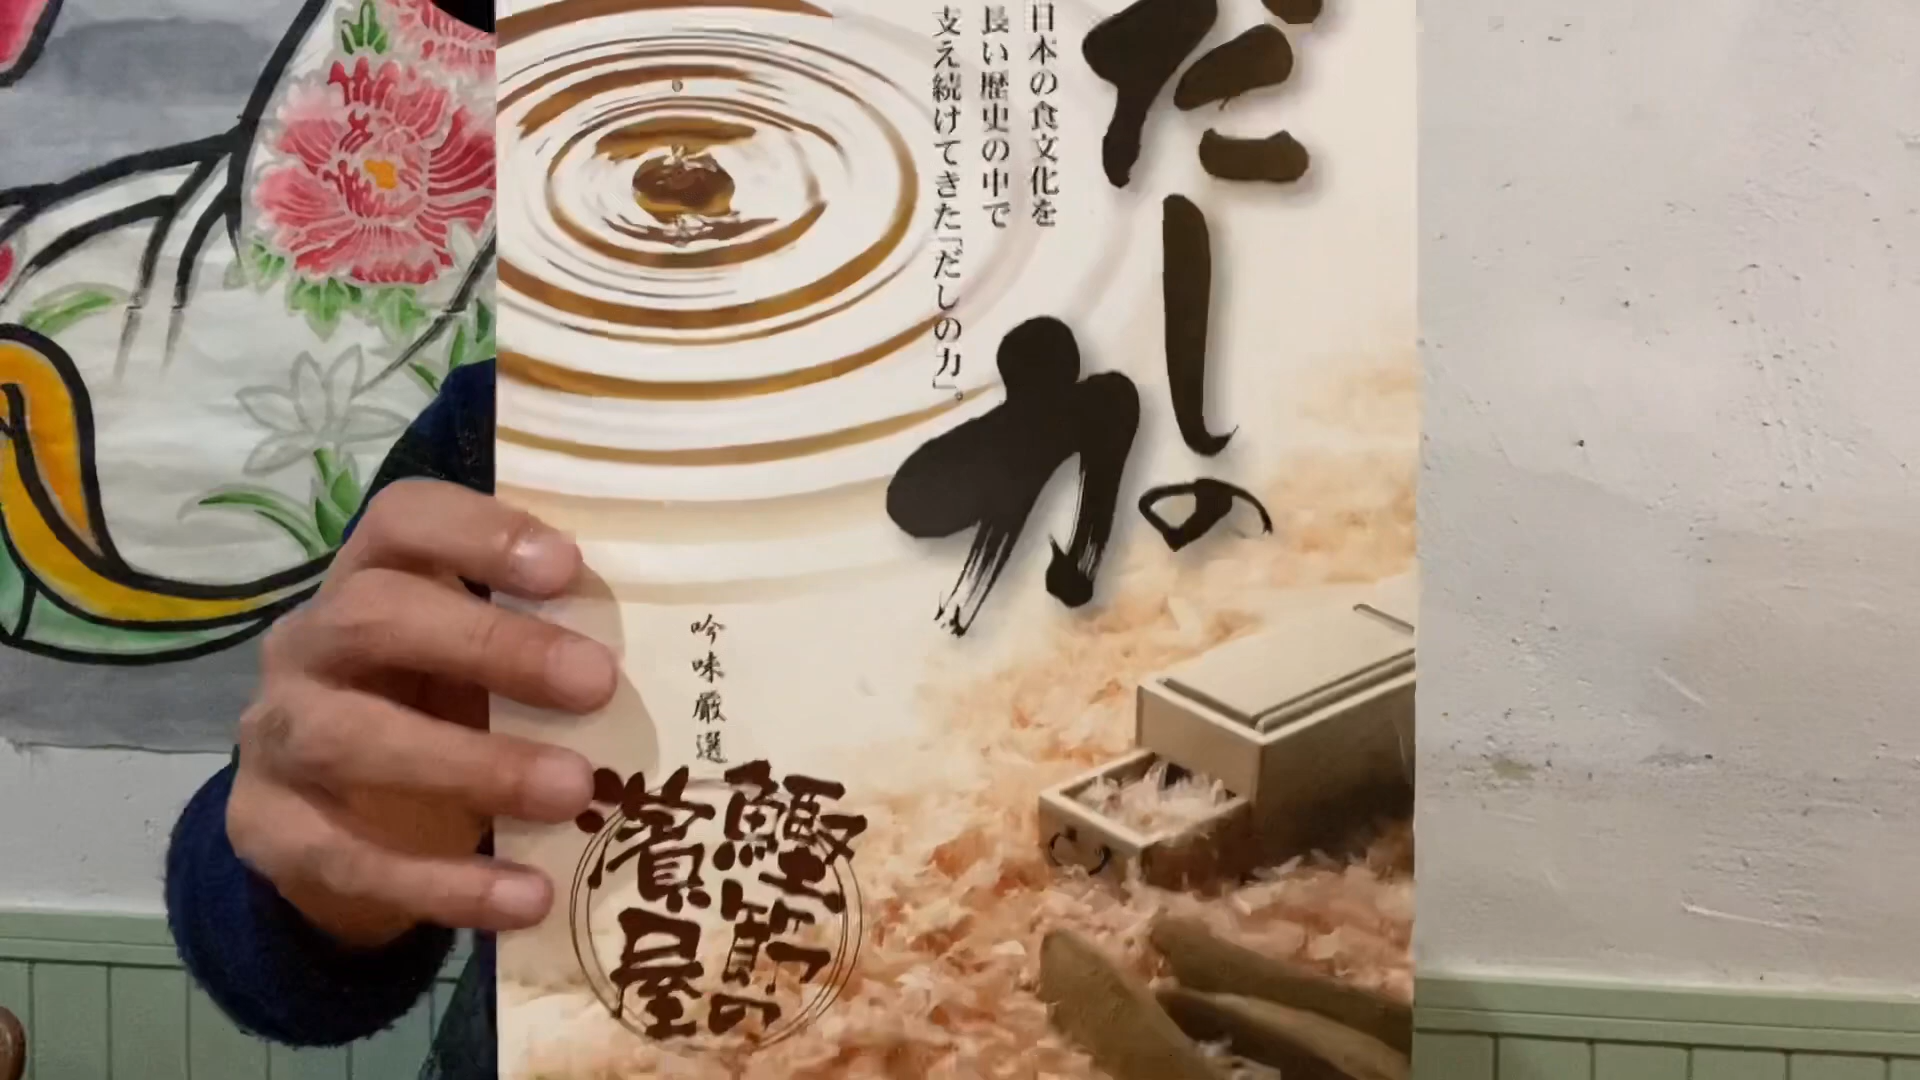 だしの
力
日本の食文化を
長い歴史の中で
支え続けてきた「だしの力」。
吟味厳選
鰹節の
濱屋